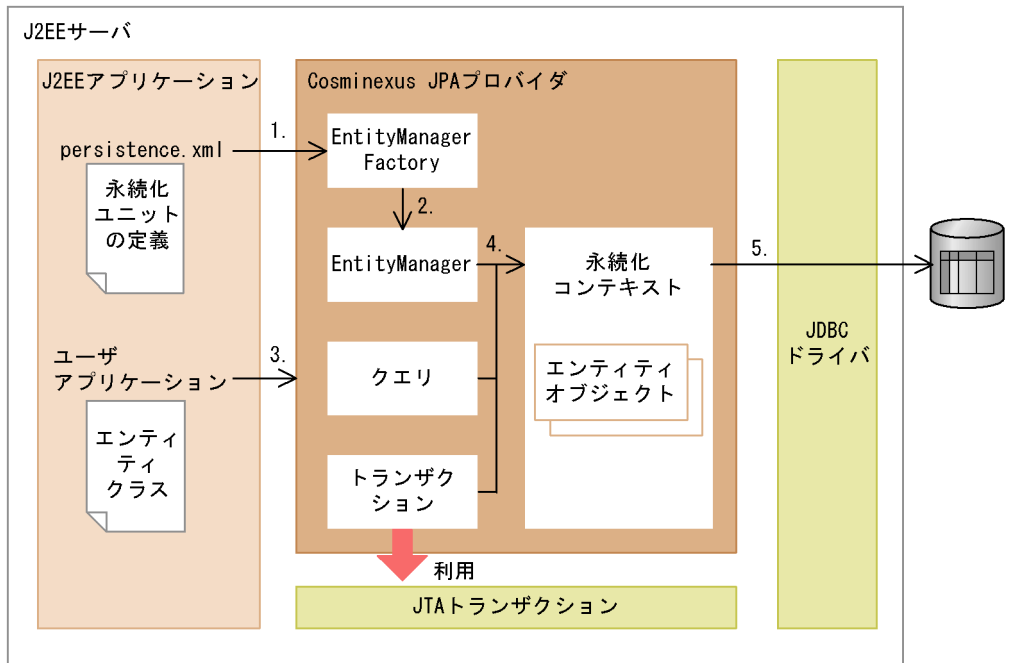 J2EEサーバ
J2EEアプリケーション
persistence.xml
永続化
ユニット
の定義
ユーザ
アプリケーション
エンティ
ティ
クラス
1.
3.
Cosminexus JPAプロバイダ
EntityManager
Factory
2.
EntityManager
4.
クエリ
トランザク
ション
永続化
コンテキスト
エンティティ
オブジェクト
利用
JTAトランザクション
5.
JDBC
ドライバ